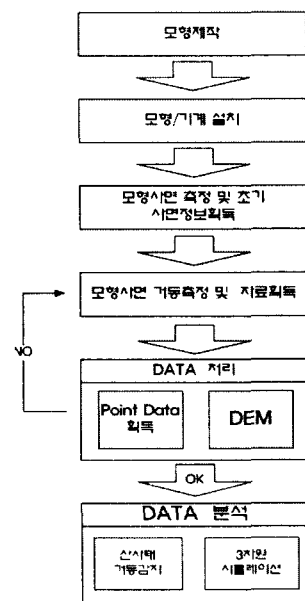 모형제작
모형/기계 설치
모형사면 측정 및 초기
사면정보획득
모형사면 거동측정 및 자료획득
NO
DATA 처리
Point Data
획득
DEM
OK
DATA 분석
산사태
거동감지
3차원
시뮬레이션